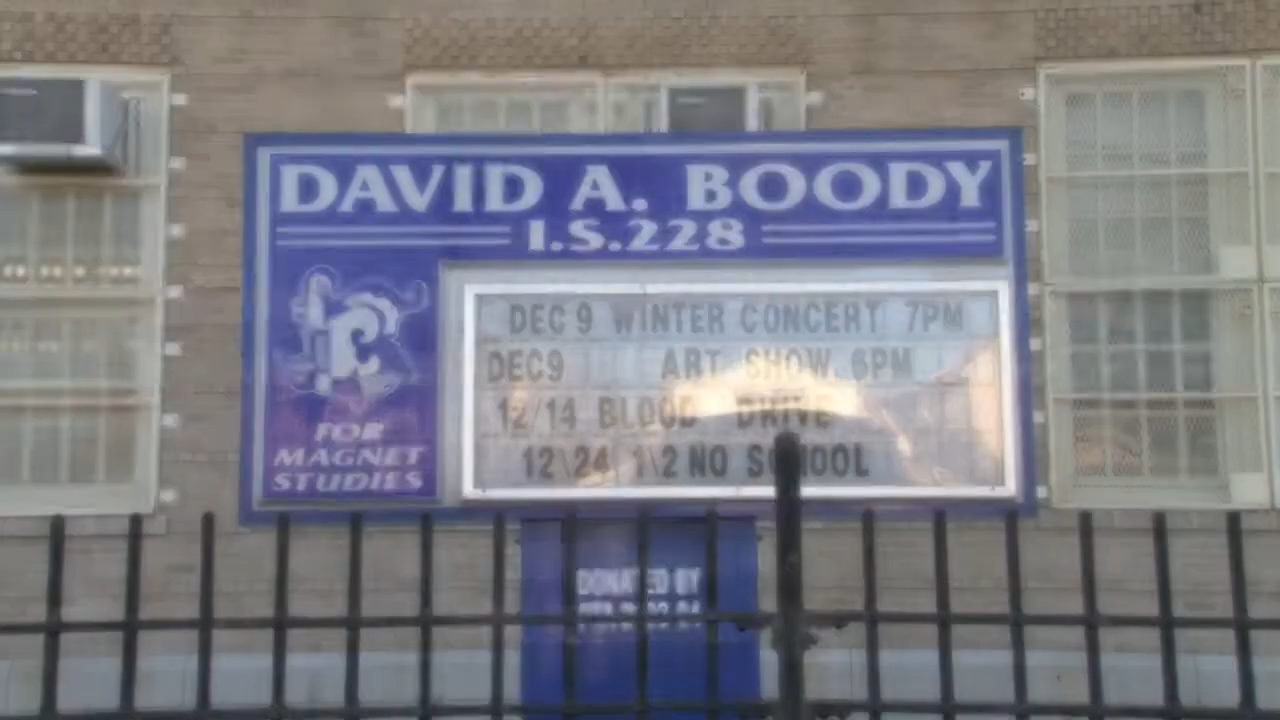 DAVID A. BOODY
I.S.228
DEC 9 WINTER CONCERT 7PM
DEC9 ART SHOW 6PM
12/14 BLOOD DRIVE
12\24 1\2 NO SCHOOL
FOR
MAGNET
STUDIES
DONATED BY